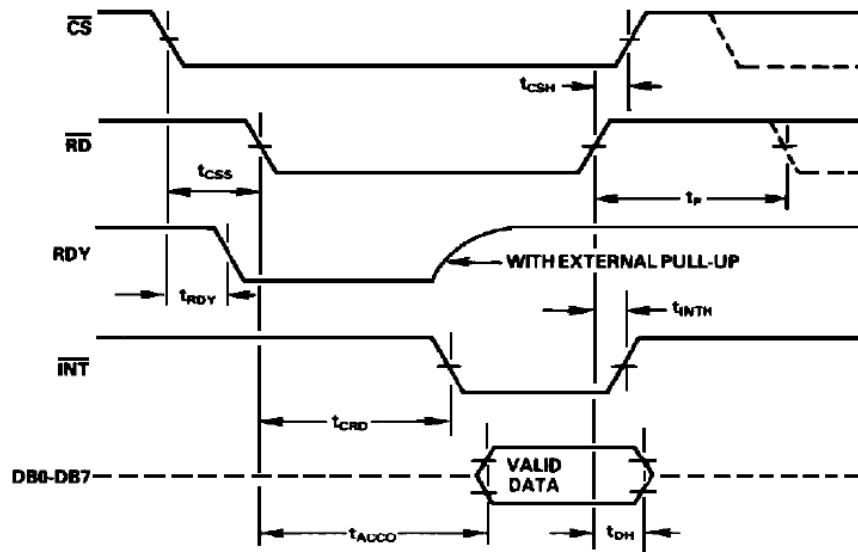 CS
tCSH
RD
tCSS
tP
RDY
WITH EXTERNAL PULL-UP
tRDY
tINTH
INT
tCRD
DB0-DB7
VALID
DATA
tACC0
tDH